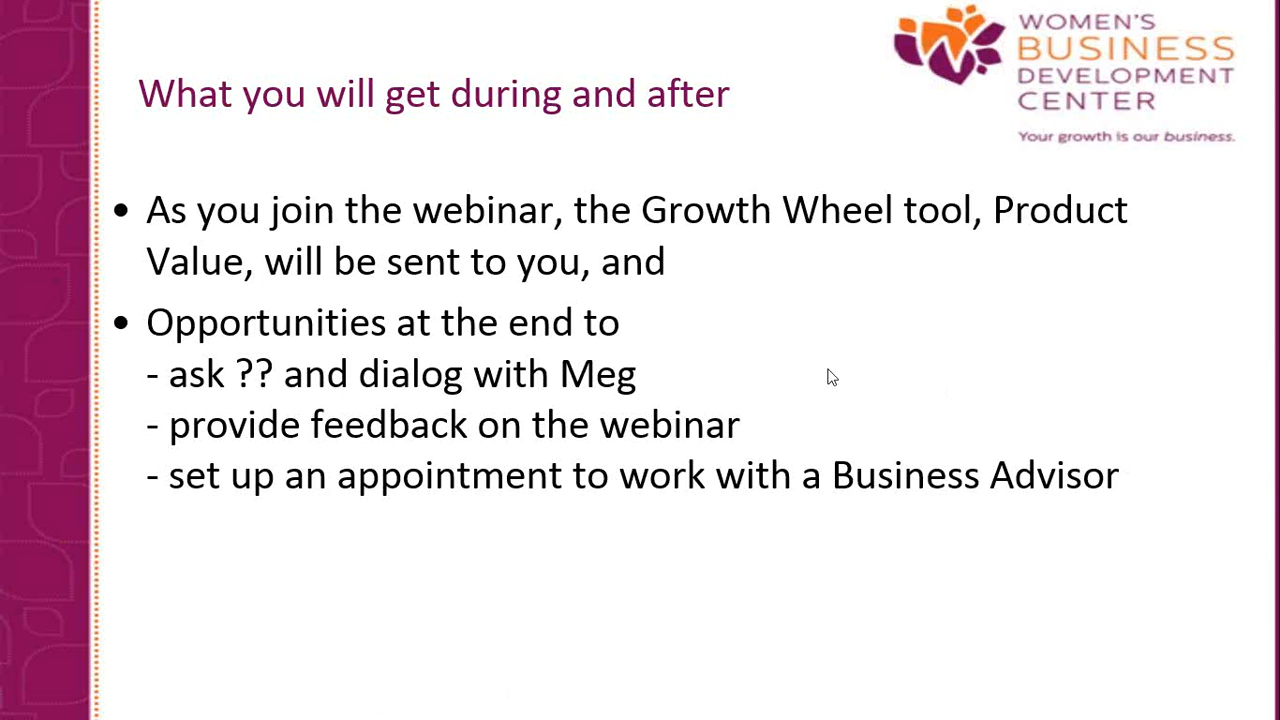 WOMEN'S
BUSINESS
DEVELOPMENT
CENTER
Your growth is our business.
What you will get during and after
• As you join the webinar, the Growth Wheel tool, Product
Value, will be sent to you, and
• Opportunities at the end to
- ask ?? and dialog with Meg
- provide feedback on the webinar
- set up an appointment to work with a Business Advisor